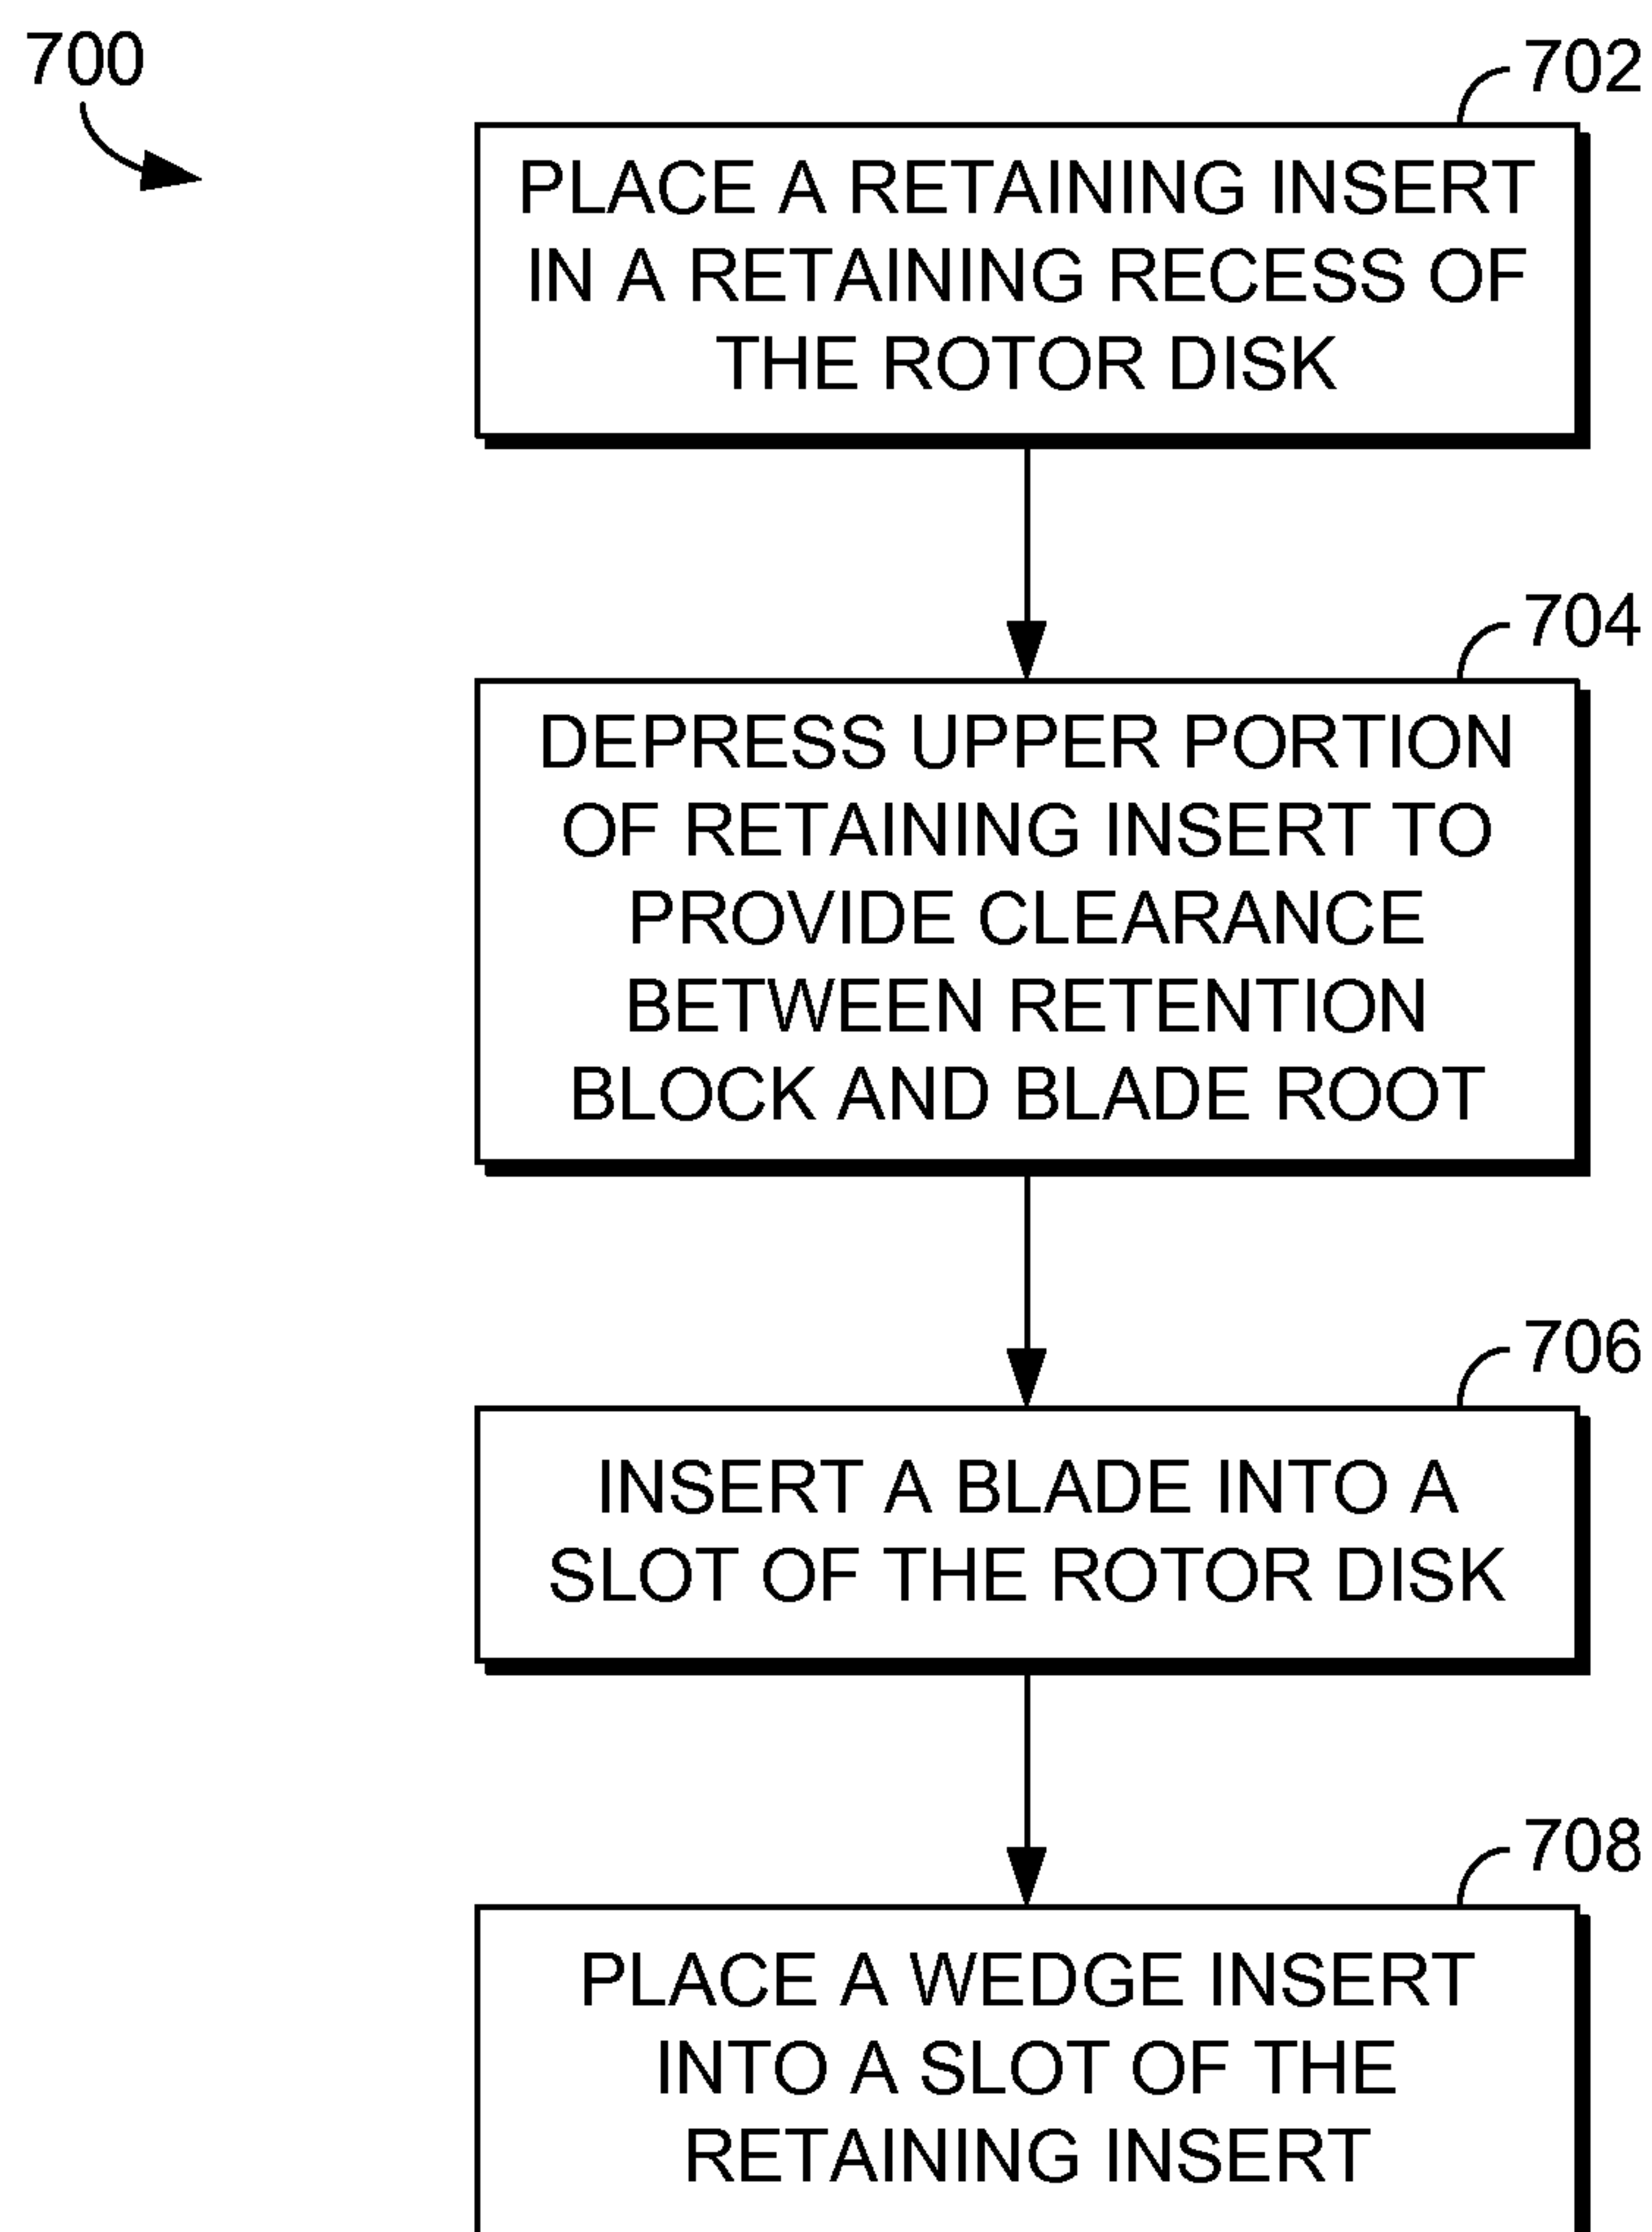 700
702
PLACE A RETAINING INSERT
IN A RETAINING RECESS OF
THE ROTOR DISK
704
DEPRESS UPPER PORTION
OF RETAINING INSERT TO
PROVIDE CLEARANCE
BETWEEN RETENTION
BLOCK AND BLADE ROOT
706
INSERT A BLADE INTO A
SLOT OF THE ROTOR DISK
708
PLACE A WEDGE INSERT
INTO A SLOT OF THE
RETAINING INSERT